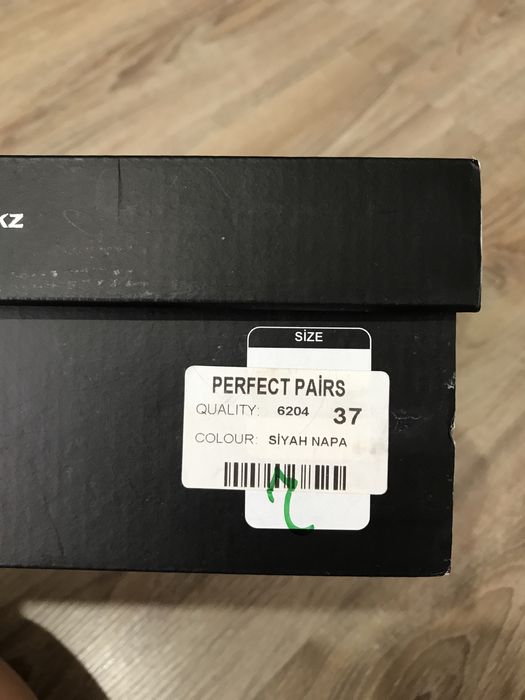 KZ
SİZE
PERFECT PAİRS
QUALITY: 6204 37
COLOUR: SİYAH NAPA